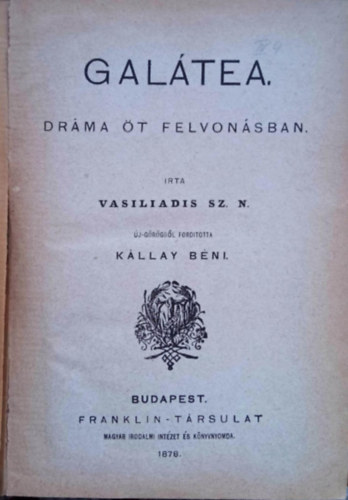 GALÁTEA.
DRÁMA ÖT FELVONÁSBAN.
IRTA
VASILIADIS SZ. N.
ÚJ-GÖRÖGBŐL FORDITOTTA
KÁLLAY BÉNI.
BUDAPEST.
FRANKLIN-TÁRSULAT
MAGYAR IRODALMI INTÉZET ÉS KÖNYVNYOMDA.
1876.